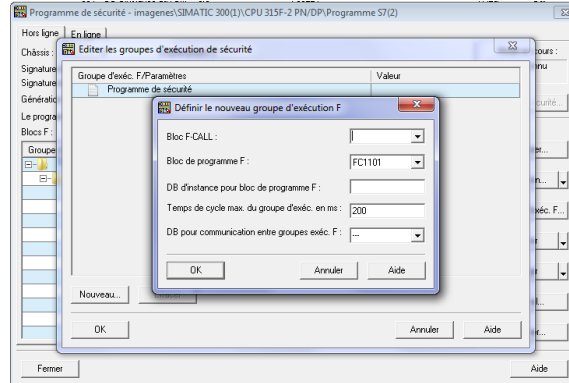 Programme de sécurité - imagenes\SIMATIC 300(1)\CPU 315F-2 PN/DP\Programme S7(2)
Hors ligne En ligne
Châssis :
Signature
Signature
Le progra
Blocs F :
Groupe
Editer les groupes d'exécution de sécurité
Groupe d'exéc. F/Paramètres Valeur
Programme de sécurité
Définir le nouveau groupe d'exécution F
Bloc F-CALL :
Bloc de programme F : FC1101
DB d'instance pour bloc de programme F :
Temps de cycle max. du groupe d'exéc. en ms : 200
DB pour communication entre groupes exéc. F : ---
OK Annuler Aide
Nouveau...
OK Annuler Aide
Fermer Aide